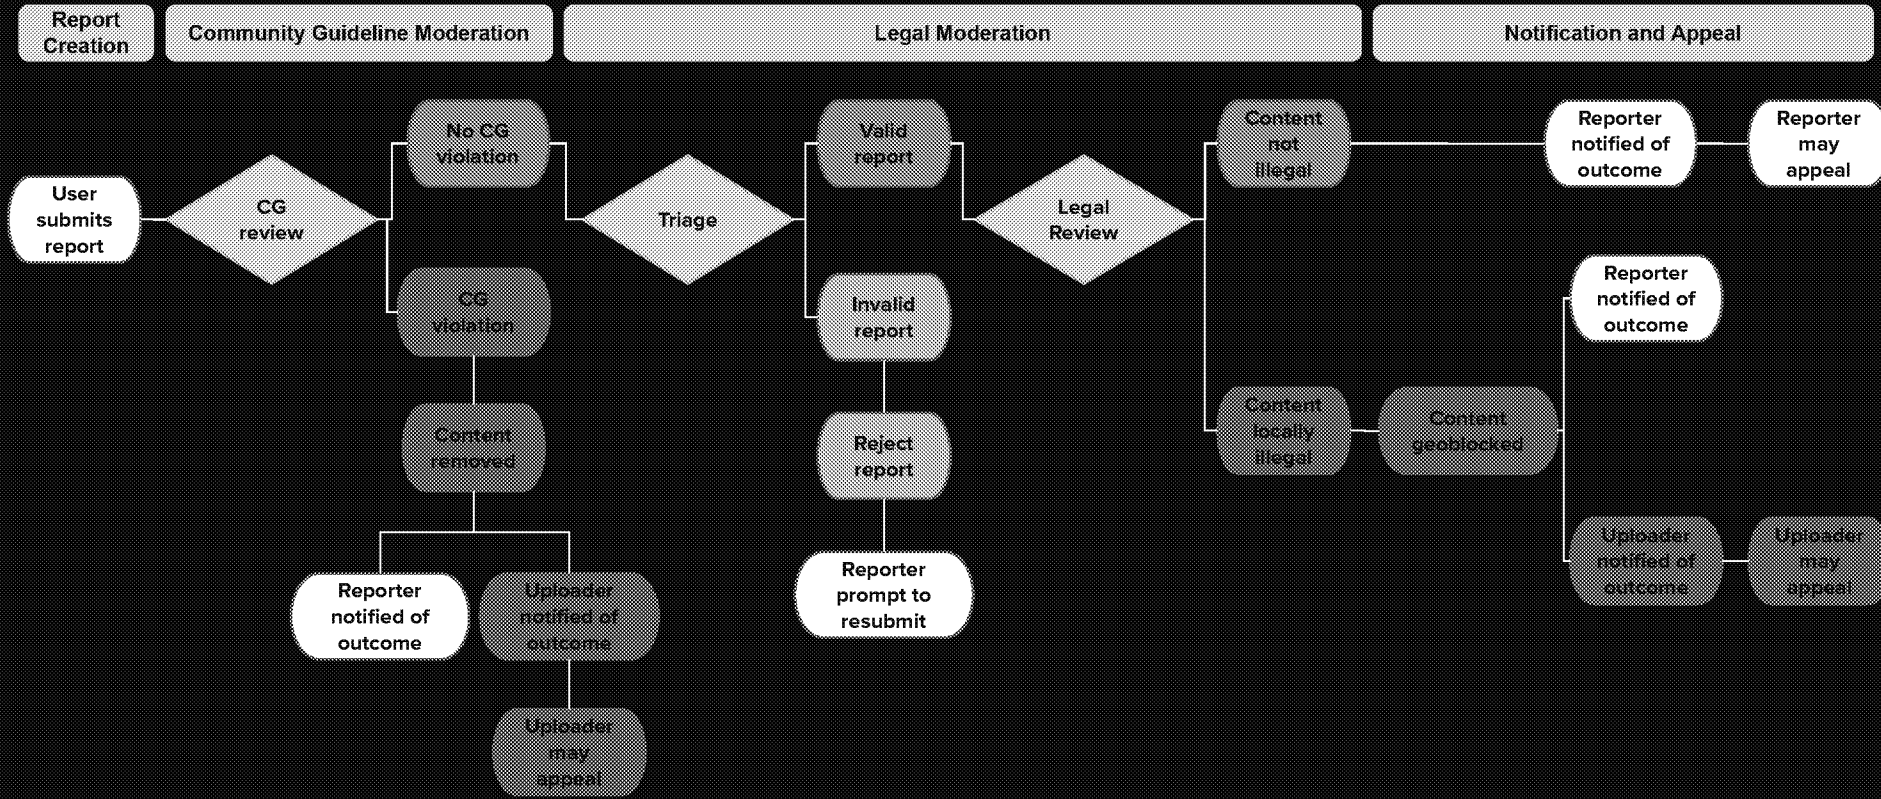 Report
Creation
Community Guideline Moderation
Legal Moderation
Notification and Appeal
User
submits
report
CG
review
No CG
violation
CG
violation
Content
removed
Reporter
notified of
outcome
Uploader
notified of
outcome
Uploader
may
appeal
Triage
Valid
report
Invalid
report
Reject
report
Reporter
prompt to
resubmit
Legal
Review
Content
not
illegal
Content
locally
illegal
Content
geoblocked
Reporter
notified of
outcome
Reporter
may
appeal
Reporter
notified of
outcome
Uploader
notified of
outcome
Uploader
may
appeal